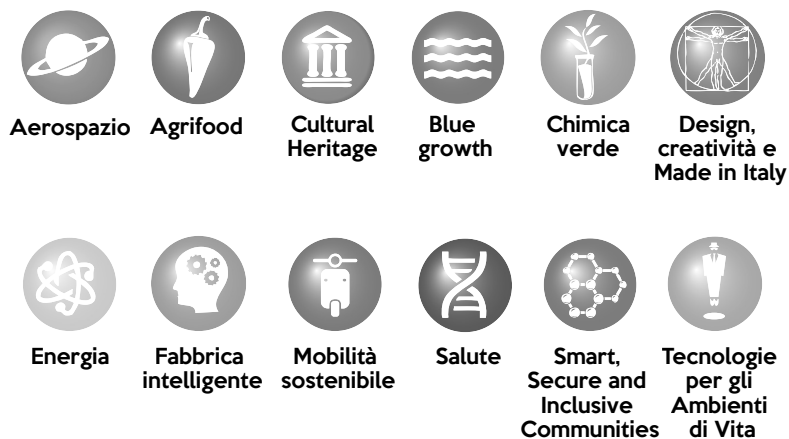 Aerospazio
Agrifood
Cultural
Heritage
Blue
growth
Chimica
verde
Design,
creatività e
Made in Italy
Energia
Fabbrica
intelligente
Mobilità
sostenibile
Salute
Smart,
Secure and
Inclusive
Communities
Tecnologie
per gli
Ambienti
di Vita